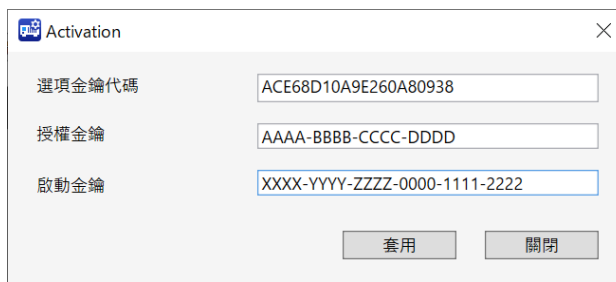 Activation
選項金鑰代碼 ACE68D10A9E260A80938
授權金鑰 AAAA-BBBB-CCCC-DDDD
啟動金鑰 XXXX-YYYY-ZZZZ-0000-1111-2222
套用 關閉